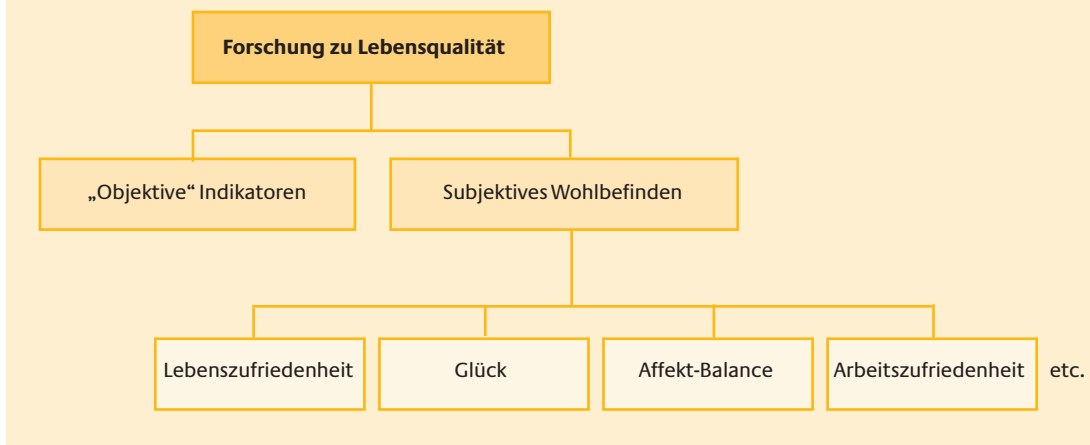 Forschung zu Lebensqualität
„Objektive“ Indikatoren
Subjektives Wohlbefinden
Lebenszufriedenheit
Glück
Affekt-Balance
Arbeitszufriedenheit
etc.